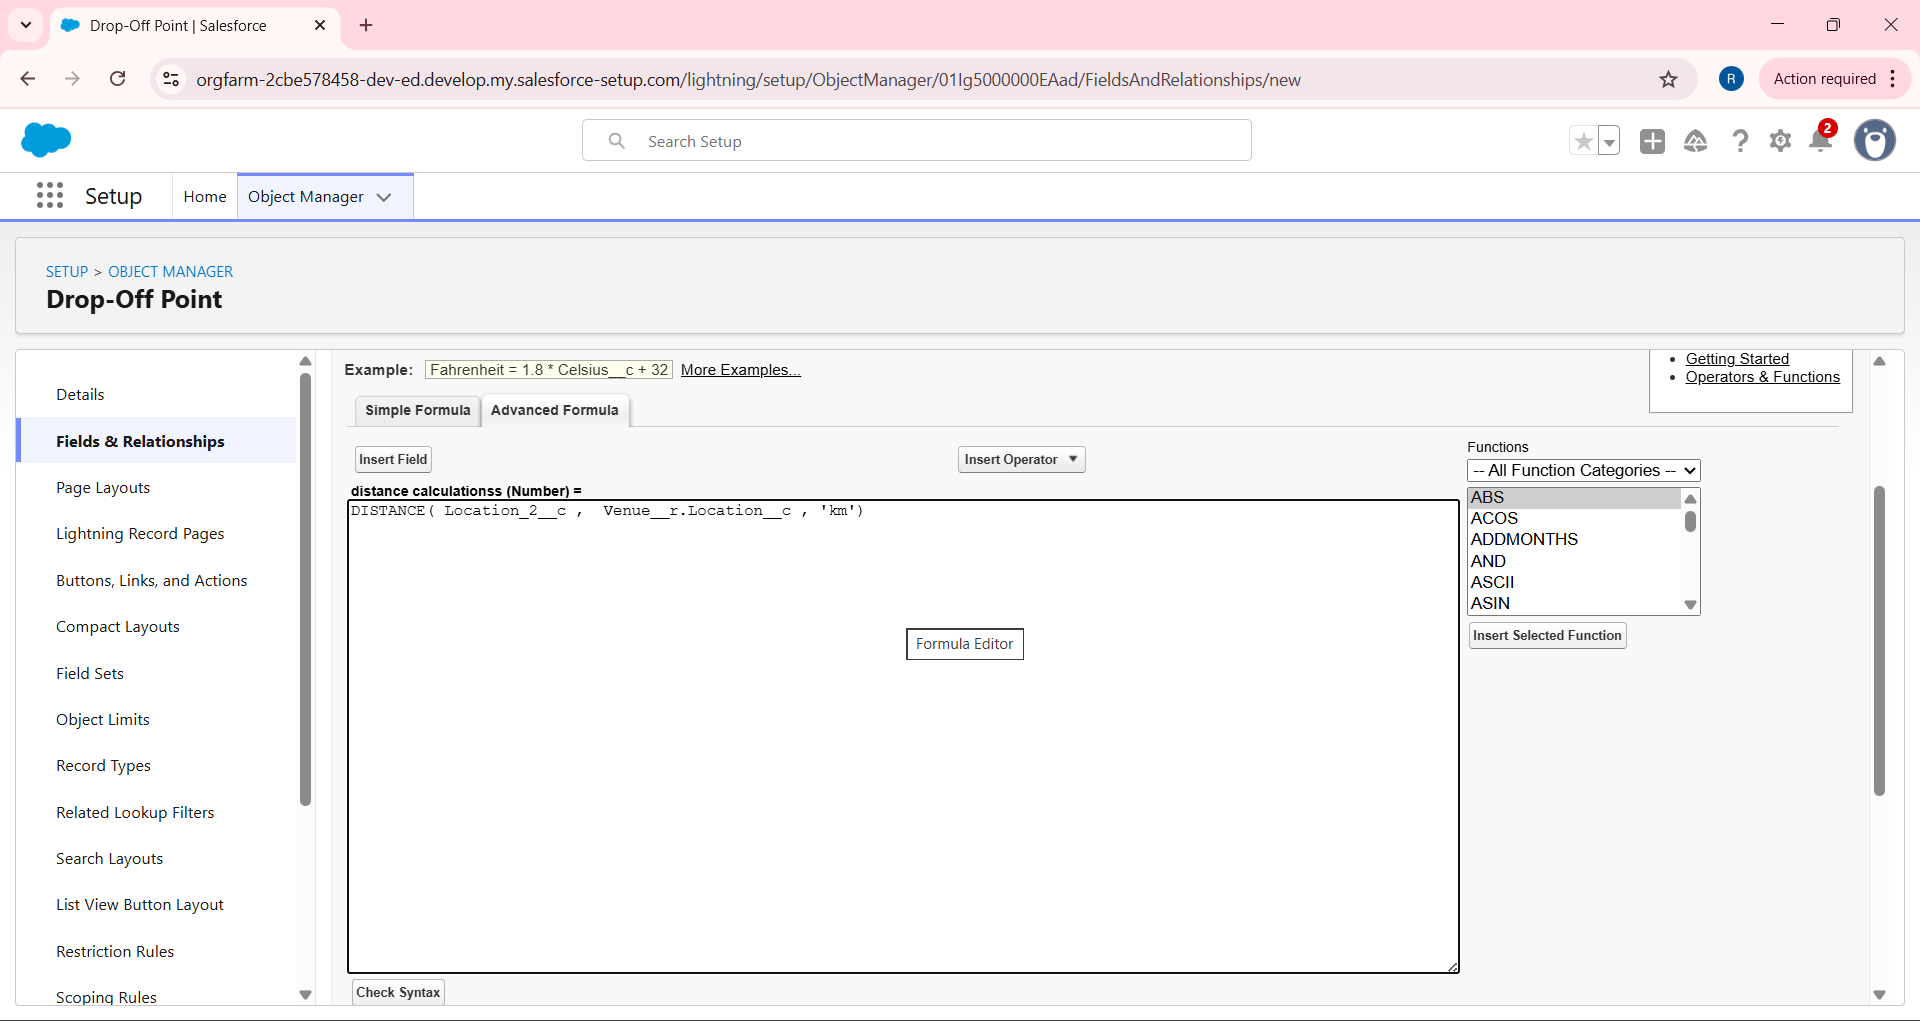 Drop-Off Point | Salesforce
orgfarm-2cbe578458-dev-ed.develop.my.salesforce-setup.com/lightning/setup/ObjectManager/01Ig5000000EAad/FieldsAndRelationships/new
R
Action required
Search Setup
2
Setup
Home
Object Manager
SETUP > OBJECT MANAGER
Drop-Off Point
Details
Fields & Relationships
Page Layouts
Lightning Record Pages
Buttons, Links, and Actions
Compact Layouts
Field Sets
Object Limits
Record Types
Related Lookup Filters
Search Layouts
List View Button Layout
Restriction Rules
Scoping Rules
Example: Fahrenheit = 1.8 * Celsius__c + 32 More Examples...
• Getting Started
• Operators & Functions
Simple Formula
Advanced Formula
Insert Field
Insert Operator
distance calculationss (Number) =
DISTANCE( Location_2__c ,  Venue__r.Location__c , 'km')
Formula Editor
Check Syntax
Functions
-- All Function Categories --
ABS
ACOS
ADDMONTHS
AND
ASCII
ASIN
Insert Selected Function